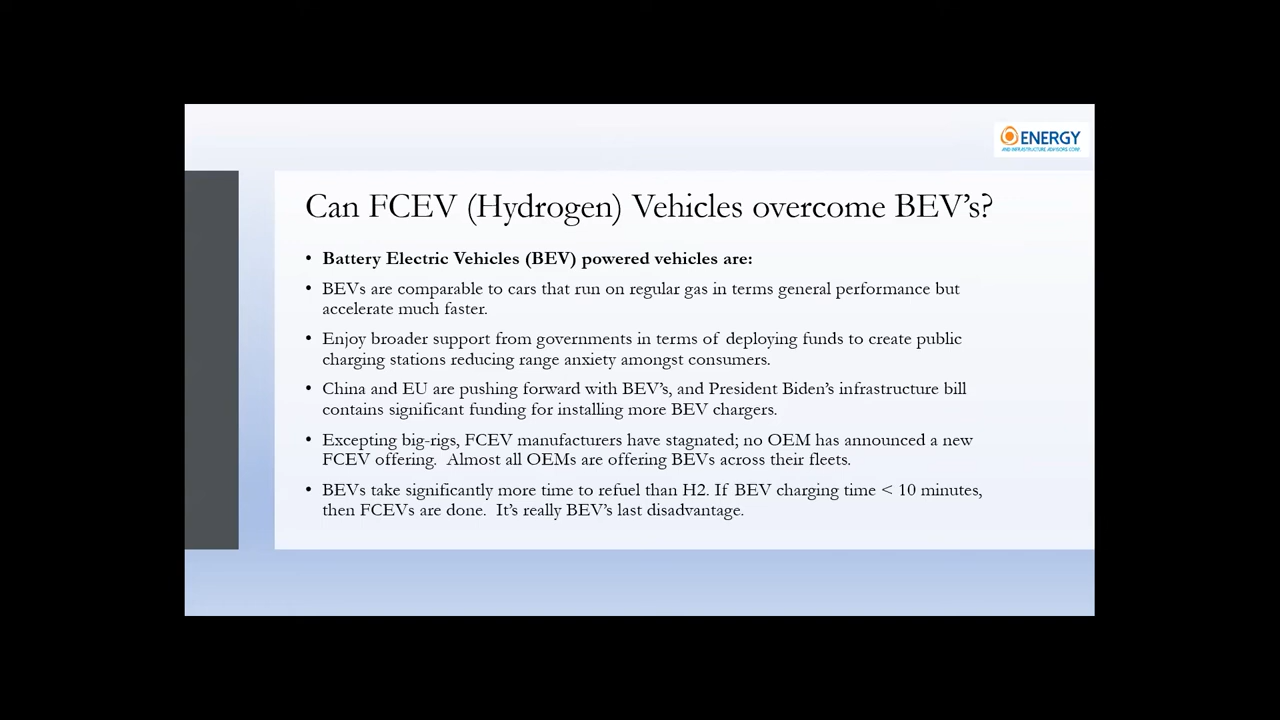 ENERGY
AND INFRASTRUCTURE ADVISORS CORP.
Can FCEV (Hydrogen) Vehicles overcome BEV's?
• Battery Electric Vehicles (BEV) powered vehicles are:
• BEVs are comparable to cars that run on regular gas in terms general performance but
accelerate much faster.
• Enjoy broader support from governments in terms of deploying funds to create public
charging stations reducing range anxiety amongst consumers.
• China and EU are pushing forward with BEV's, and President Biden's infrastructure bill
contains significant funding for installing more BEV chargers.
• Excepting big-rigs, FCEV manufacturers have stagnated; no OEM has announced a new
FCEV offering. Almost all OEMs are offering BEVs across their fleets.
• BEVs take significantly more time to refuel than H2. If BEV charging time < 10 minutes,
then FCEVs are done. It's really BEV's last disadvantage.